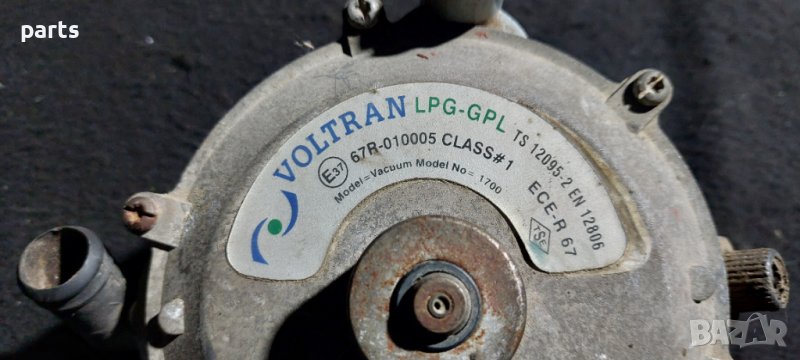 parts
VOLTRAN LPG-GPL TS 12095-2 EN 12806
E37 67R-010005 CLASS#1 ECE-R 67
Model=Vacuum Model No= 1700
TSE
BAZAR